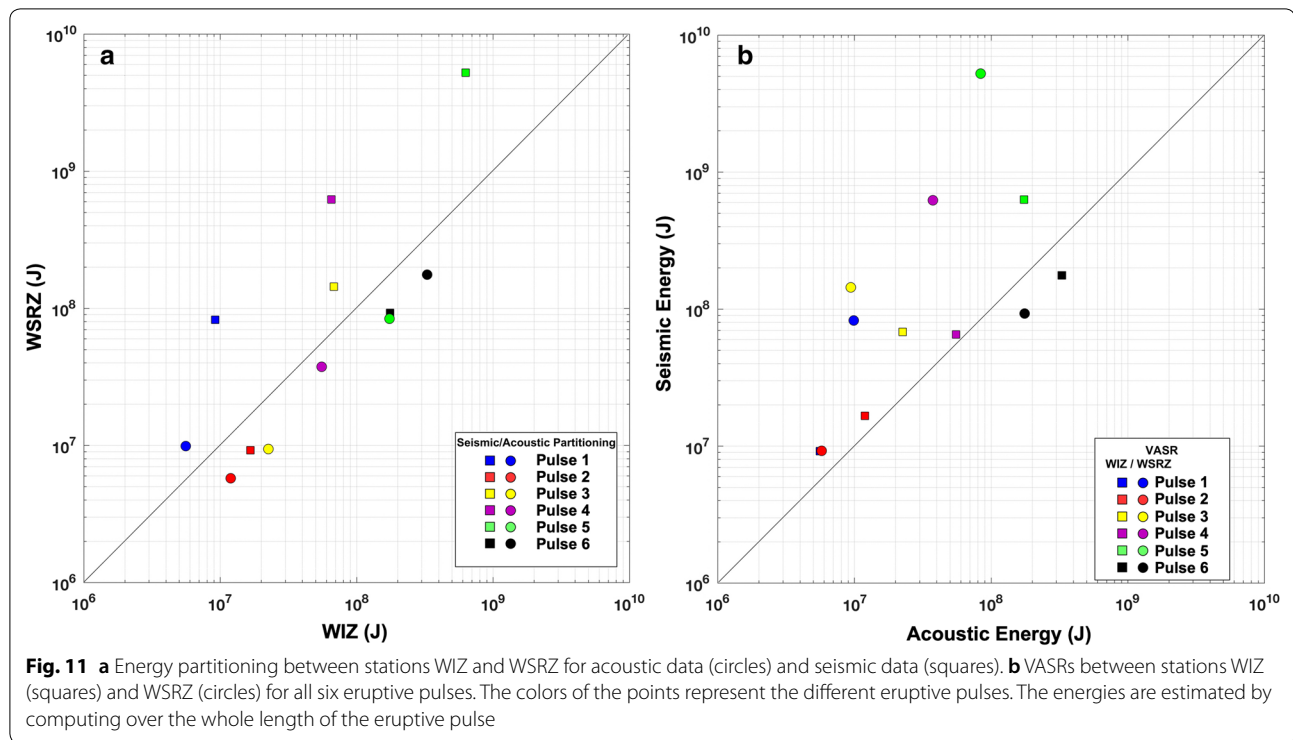 a
10^10
10^9
10^8
10^7
10^6
WSRZ (J)
10^6 10^7 10^8 10^9 10^10
WIZ (J)
Seismic/Acoustic Partitioning
Pulse 1
Pulse 2
Pulse 3
Pulse 4
Pulse 5
Pulse 6
b
10^10
10^9
10^8
10^7
10^6
Seismic Energy (J)
10^6 10^7 10^8 10^9 10^10
Acoustic Energy (J)
VASR
WIZ / WSRZ
Pulse 1
Pulse 2
Pulse 3
Pulse 4
Pulse 5
Pulse 6
Fig. 11 a Energy partitioning between stations WIZ and WSRZ for acoustic data (circles) and seismic data (squares). b VASRs between stations WIZ
(squares) and WSRZ (circles) for all six eruptive pulses. The colors of the points represent the different eruptive pulses. The energies are estimated by
computing over the whole length of the eruptive pulse